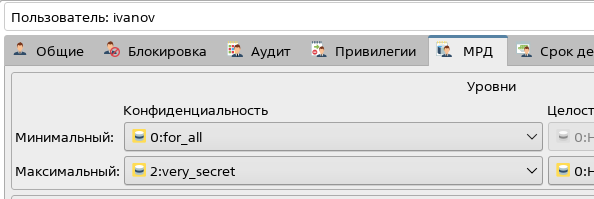 Пользователь: ivanov
Общие Блокировка Аудит Привилегии МРД Срок де
Уровни
Конфиденциальность Целост
Минимальный: 0:for_all 0:Н
Максимальный: 2:very_secret 0:Н